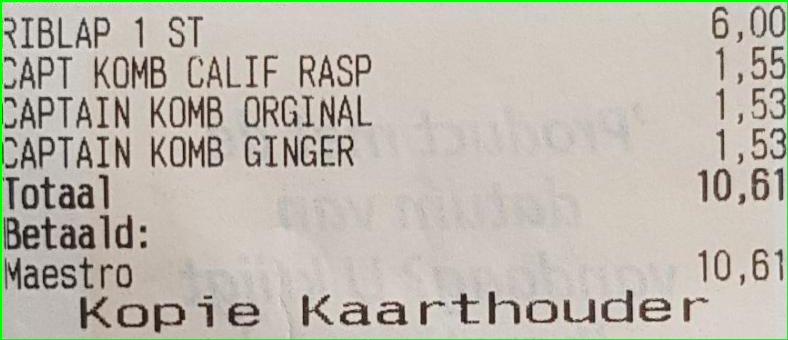 RIBLAP 1 ST 6,00
CAPT KOMB CALIF RASP 1,55
CAPTAIN KOMB ORGINAL 1,53
CAPTAIN KOMB GINGER 1,53
Totaal 10,61
Betaald:
Maestro 10,61
Kopie Kaarthouder